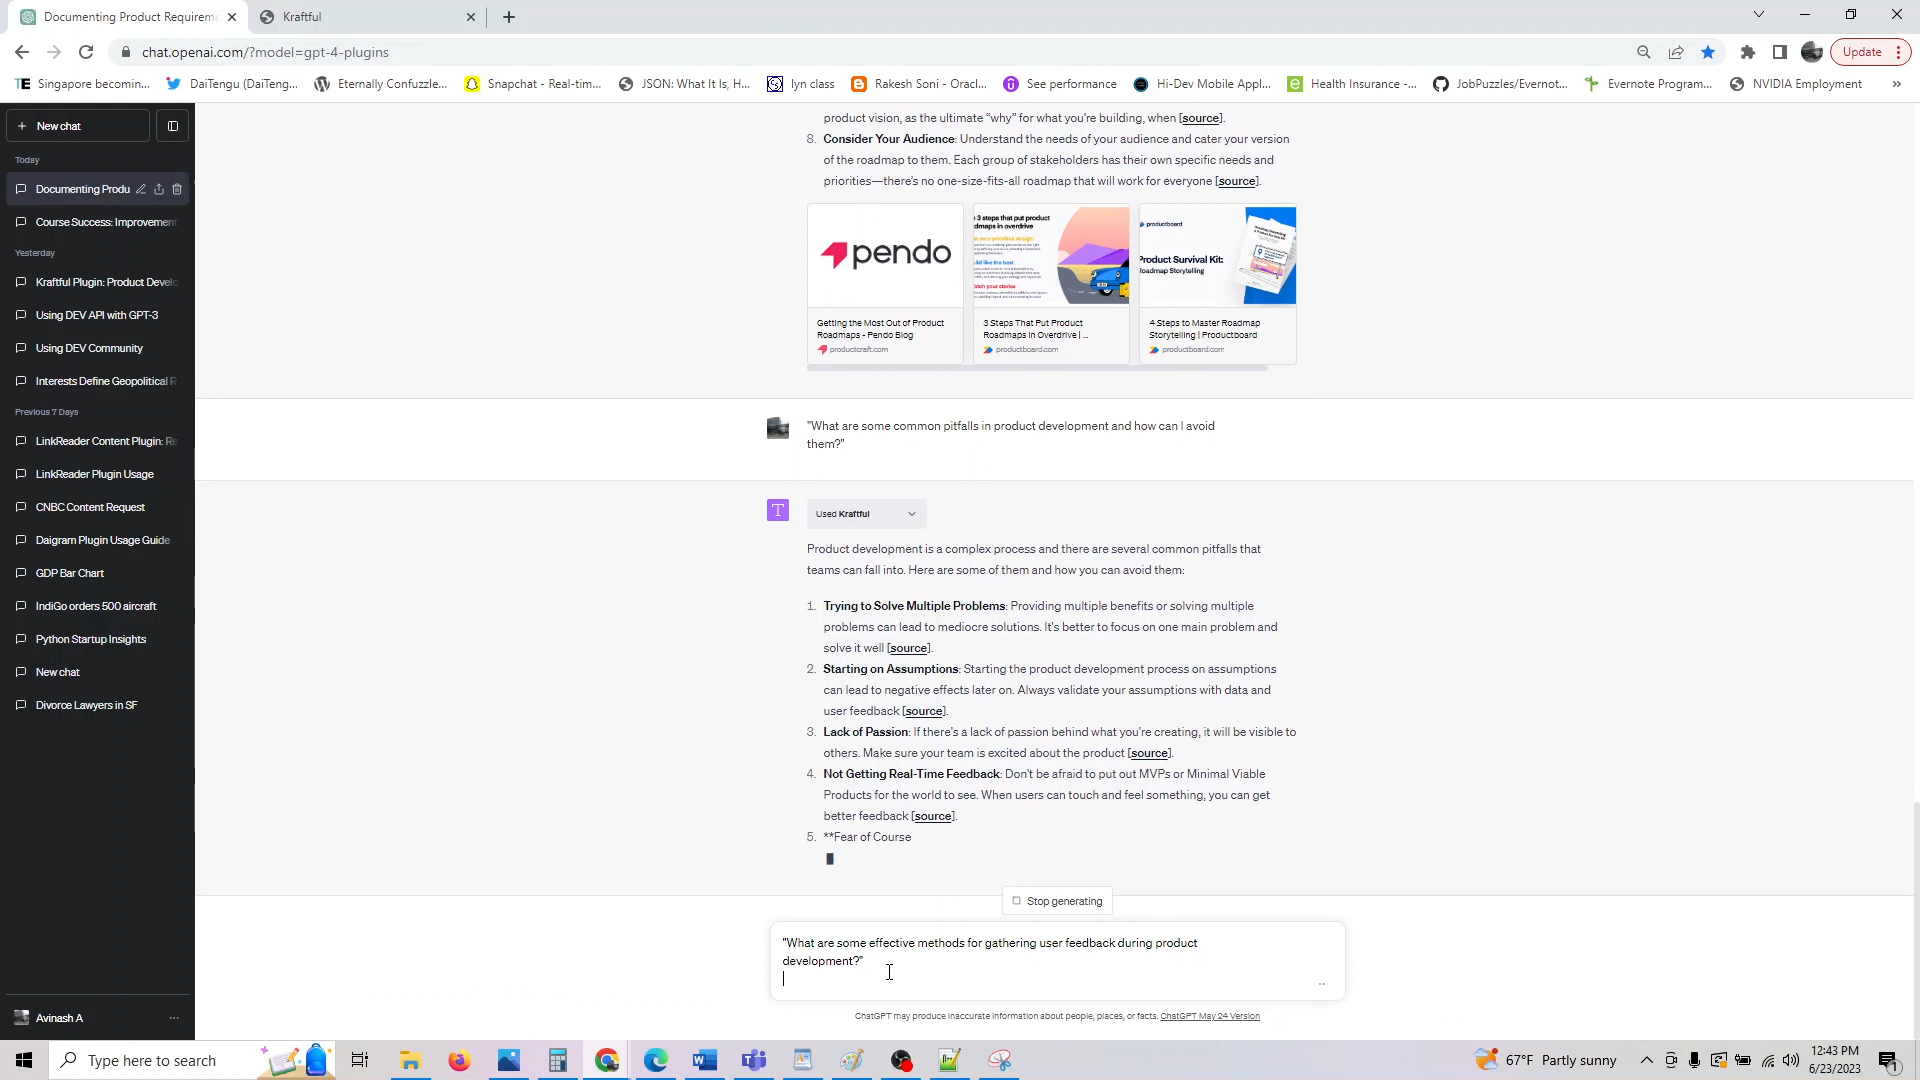 Documenting Product Requireme
Kraftful
chat.openai.com/?model=gpt-4-plugins
Update
Singapore becomin...
DaiTengu (DaiTeng...
Eternally Confuzzle...
Snapchat - Real-tim...
JSON: What It Is, H...
lyn class
Rakesh Soni - Oracl...
See performance
Hi-Dev Mobile Appl...
Health Insurance -...
JobPuzzles/Evernot...
Evernote Program...
NVIDIA Employment
New chat
Today
Documenting Produ
Course Success: Improvement
Yesterday
Kraftful Plugin: Product Develo
Using DEV API with GPT-3
Using DEV Community
Interests Define Geopolitical R
Previous 7 Days
LinkReader Content Plugin: Re
LinkReader Plugin Usage
CNBC Content Request
Daigram Plugin Usage Guide
GDP Bar Chart
IndiGo orders 500 aircraft
Python Startup Insights
New chat
Divorce Lawyers in SF
Avinash A
product vision, as the ultimate “why” for what you’re building, when [source].
8. Consider Your Audience: Understand the needs of your audience and cater your version
of the roadmap to them. Each group of stakeholders has their own specific needs and
priorities—there’s no one-size-fits-all roadmap that will work for everyone [source].
pendo
3 steps that put product
admaps in overdrive
productboard
Product Survival Kit:
Roadmap Storytelling
Getting the Most Out of Product
Roadmaps - Pendo Blog
productcraft.com
3 Steps That Put Product
Roadmaps in Overdrive | ...
productboard.com
4 Steps to Master Roadmap
Storytelling | Productboard
productboard.com
"What are some common pitfalls in product development and how can I avoid
them?"
T
Used Kraftful
Product development is a complex process and there are several common pitfalls that
teams can fall into. Here are some of them and how you can avoid them:
1. Trying to Solve Multiple Problems: Providing multiple benefits or solving multiple
problems can lead to mediocre solutions. It's better to focus on one main problem and
solve it well [source].
2. Starting on Assumptions: Starting the product development process on assumptions
can lead to negative effects later on. Always validate your assumptions with data and
user feedback [source].
3. Lack of Passion: If there's a lack of passion behind what you're creating, it will be visible to
others. Make sure your team is excited about the product [source].
4. Not Getting Real-Time Feedback: Don't be afraid to put out MVPs or Minimal Viable
Products for the world to see. When users can touch and feel something, you can get
better feedback [source].
5. **Fear of Course
Stop generating
"What are some effective methods for gathering user feedback during product
development?"
ChatGPT may produce inaccurate information about people, places, or facts. ChatGPT May 24 Version
Type here to search
67°F Partly sunny
12:43 PM
6/23/2023